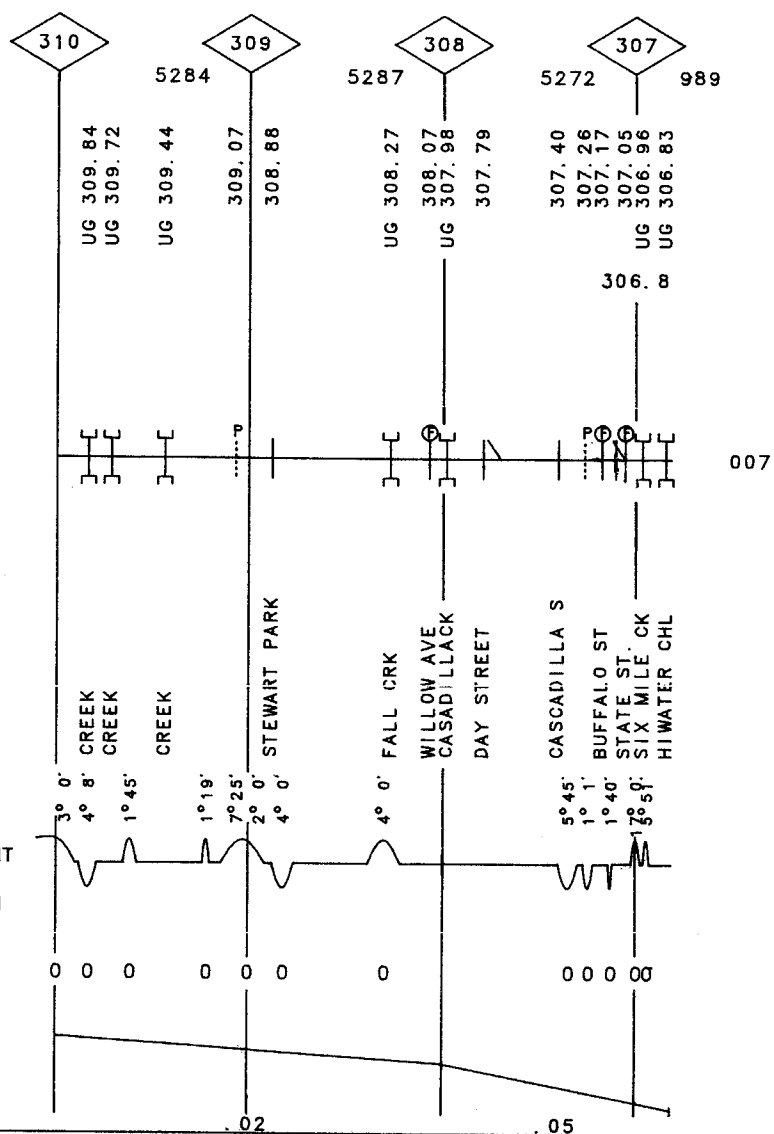 310 309 308 307
5284 5287 5272 989
UG 309.84
UG 309.72
UG 309.44
309.07
308.88
UG 308.27
308.07
UG 307.98
307.79
307.40
307.26
307.17
307.05
UG 306.96
UG 306.83
306.8
P F P F F
007
CREEK
CREEK
CREEK
STEWART PARK
FALL CRK
WILLOW AVE
CASADILLACK
DAY STREET
CASCADILLA S
BUFFALO ST
STATE ST.
SIX MILE CK
HIWATER CHL
3° 0'
4° 8'
1° 45'
1° 19'
7° 25'
2° 0'
4° 0'
4° 0'
5° 45'
1° 1'
1° 40'
17° 0'
5° 51'
0 0 0 0 0 0 0 0 0 0 0 0
.02 .05